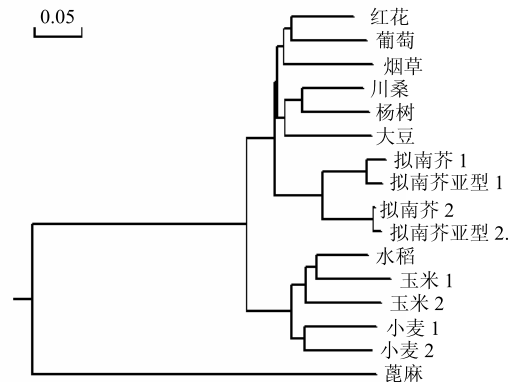 0.05
红花
葡萄
烟草
川桑
杨树
大豆
拟南芥 1
拟南芥亚型 1
拟南芥 2
拟南芥亚型 2.
水稻
玉米 1
玉米 2
小麦 1
小麦 2
蓖麻